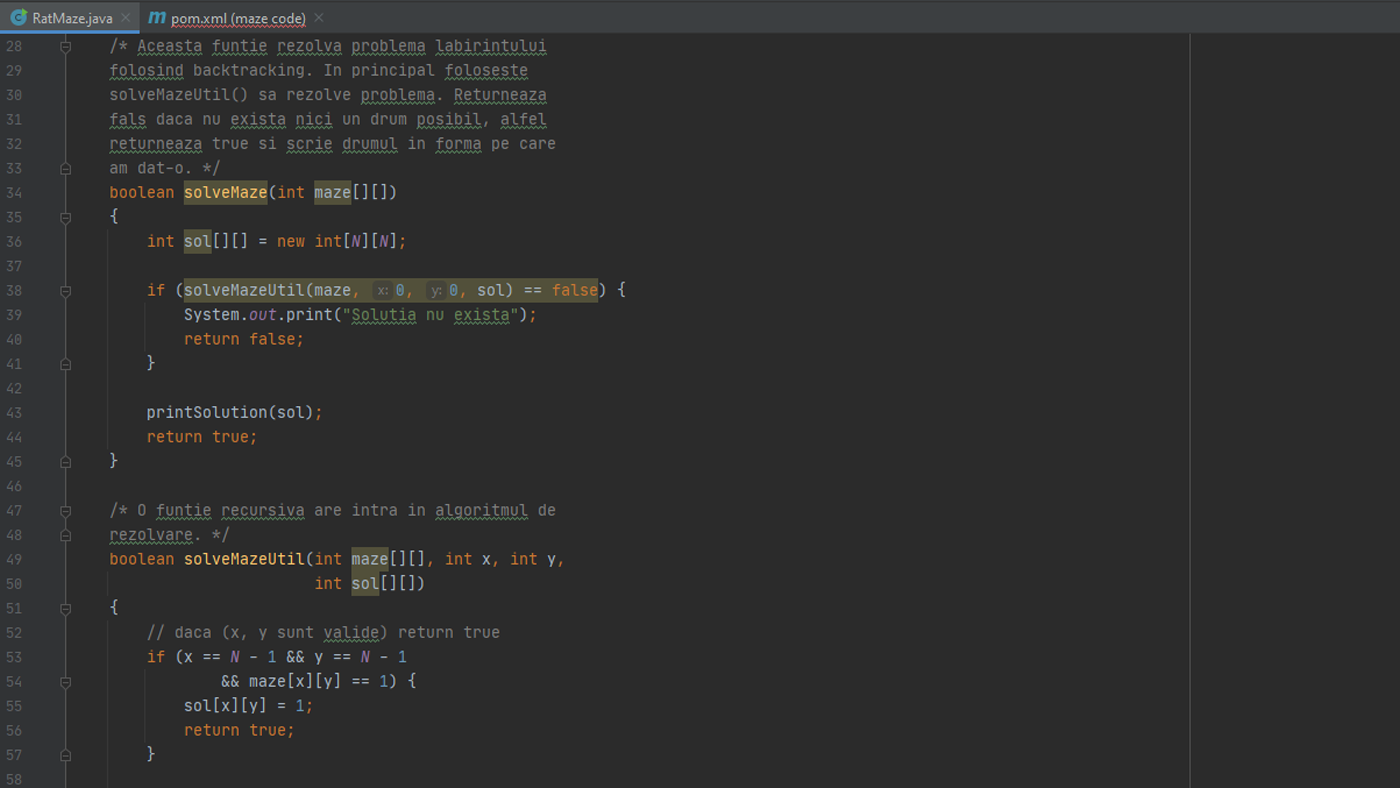 RatMaze.java
pom.xml (maze code)
28 /* Aceasta funtie rezolva problema labirintului
29 folosind backtracking. In principal foloseste
30 solveMazeUtil() sa rezolve problema. Returneaza
31 fals daca nu exista nici un drum posibil, alfel
32 returneaza true si scrie drumul in forma pe care
33 am dat-o. */
34 boolean solveMaze(int maze[][])
35 {
36 int sol[][] = new int[N][N];
37
38 if (solveMazeUtil(maze, x: 0, y: 0, sol) == false) {
39 System.out.print("Solutia nu exista");
40 return false;
41 }
42
43 printSolution(sol);
44 return true;
45 }
46
47 /* O funtie recursiva are intra in algoritmul de
48 rezolvare. */
49 boolean solveMazeUtil(int maze[][], int x, int y,
50 int sol[][])
51 {
52 // daca (x, y sunt valide) return true
53 if (x == N - 1 && y == N - 1
54 && maze[x][y] == 1) {
55 sol[x][y] = 1;
56 return true;
57 }
58